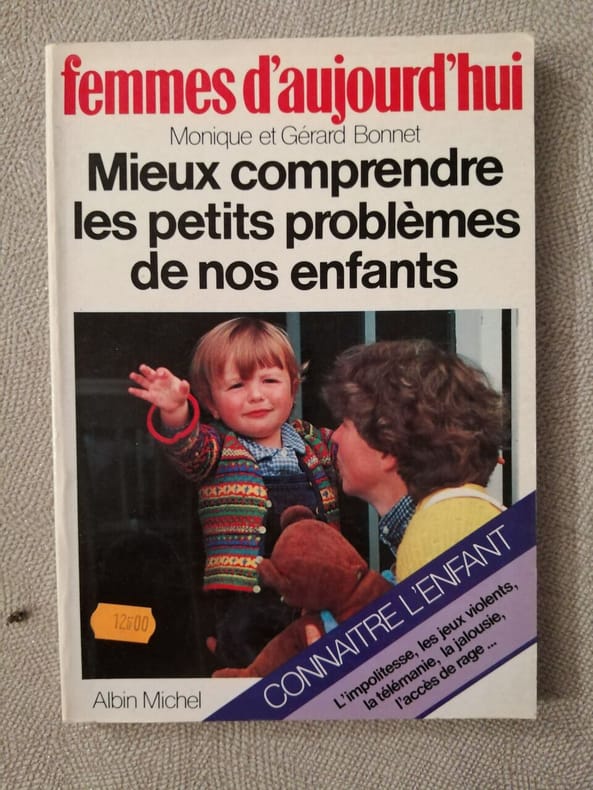 femmes d'aujourd'hui
Monique et Gérard Bonnet
Mieux comprendre
les petits problèmes
de nos enfants
12F00
CONNAITRE L'ENFANT
L'impolitesse, les jeux violents,
la télémanie, la jalousie,
l'accès de rage ...
Albin Michel